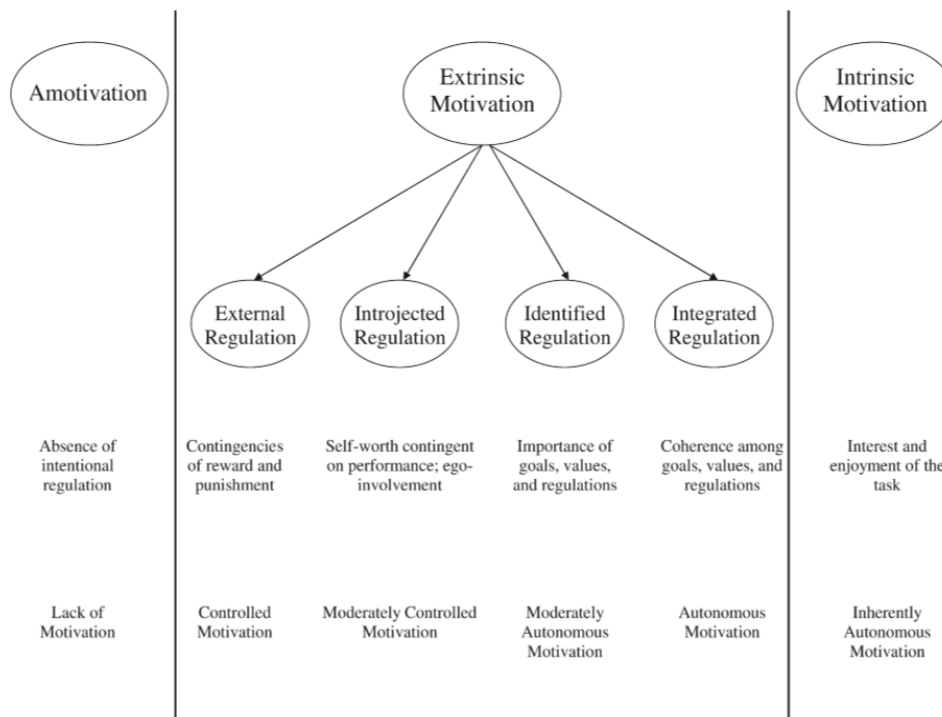 Amotivation
Extrinsic
Motivation
Intrinsic
Motivation
External
Regulation
Introjected
Regulation
Identified
Regulation
Integrated
Regulation
Absence of
intentional
regulation
Contingencies
of reward and
punishment
Self-worth contingent
on performance; ego-
involvement
Importance of
goals, values,
and regulations
Coherence among
goals, values, and
regulations
Interest and
enjoyment of the
task
Lack of
Motivation
Controlled
Motivation
Moderately Controlled
Motivation
Moderately
Autonomous
Motivation
Autonomous
Motivation
Inherently
Autonomous
Motivation